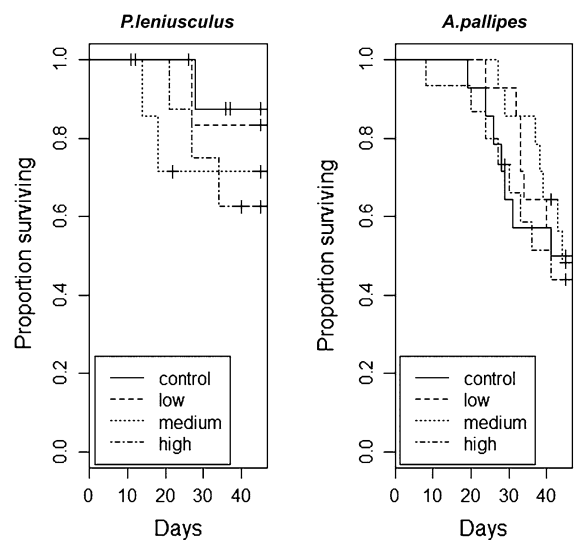 P.leniusculus
Proportion surviving
1.0
0.8
0.6
0.4
0.2
0.0
control
low
medium
high
0 10 20 30 40
Days
A.pallipes
Proportion surviving
1.0
0.8
0.6
0.4
0.2
0.0
control
low
medium
high
0 10 20 30 40
Days